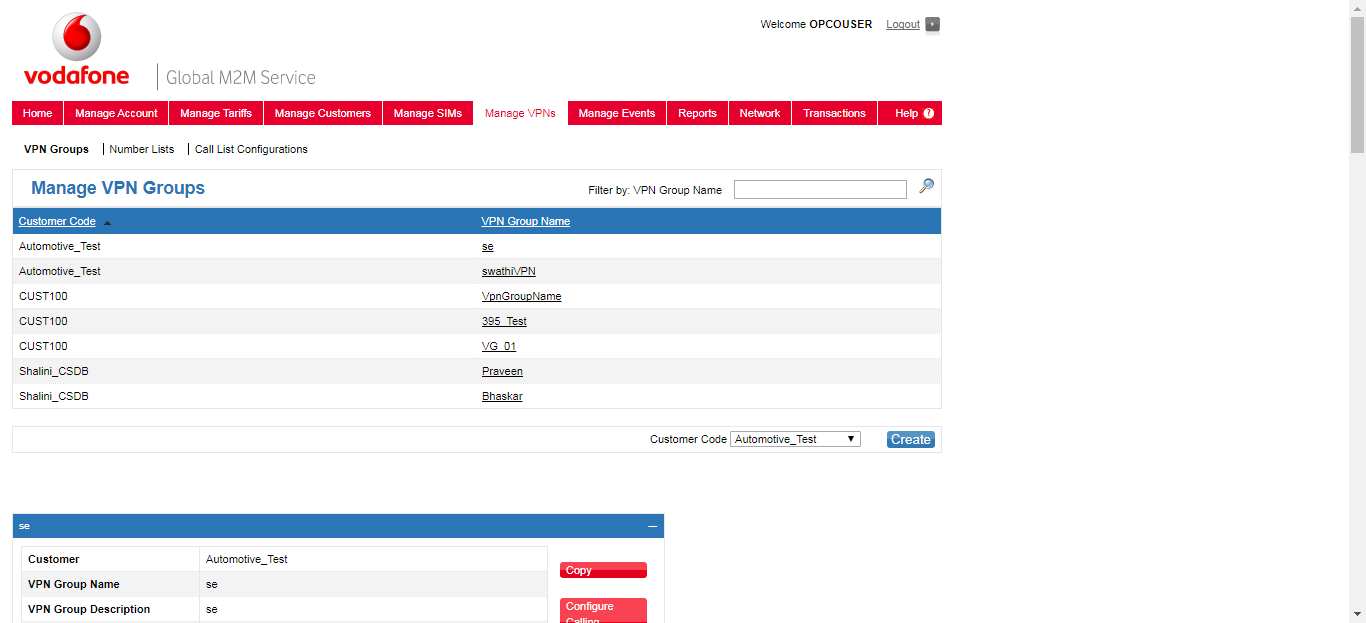 Welcome OPCOUSER Logout
vodafone Global M2M Service
Home Manage Account Manage Tariffs Manage Customers Manage SIMs Manage VPNs Manage Events Reports Network Transactions Help ?
VPN Groups Number Lists Call List Configurations
Manage VPN Groups Filter by: VPN Group Name
Customer Code VPN Group Name
Automotive_Test se
Automotive_Test swathiVPN
CUST100 VpnGroupName
CUST100 395_Test
CUST100 VG_01
Shalini_CSDB Praveen
Shalini_CSDB Bhaskar
Customer Code Automotive_Test Create
se
Customer Automotive_Test Copy
VPN Group Name se
VPN Group Description se Configure
Calling